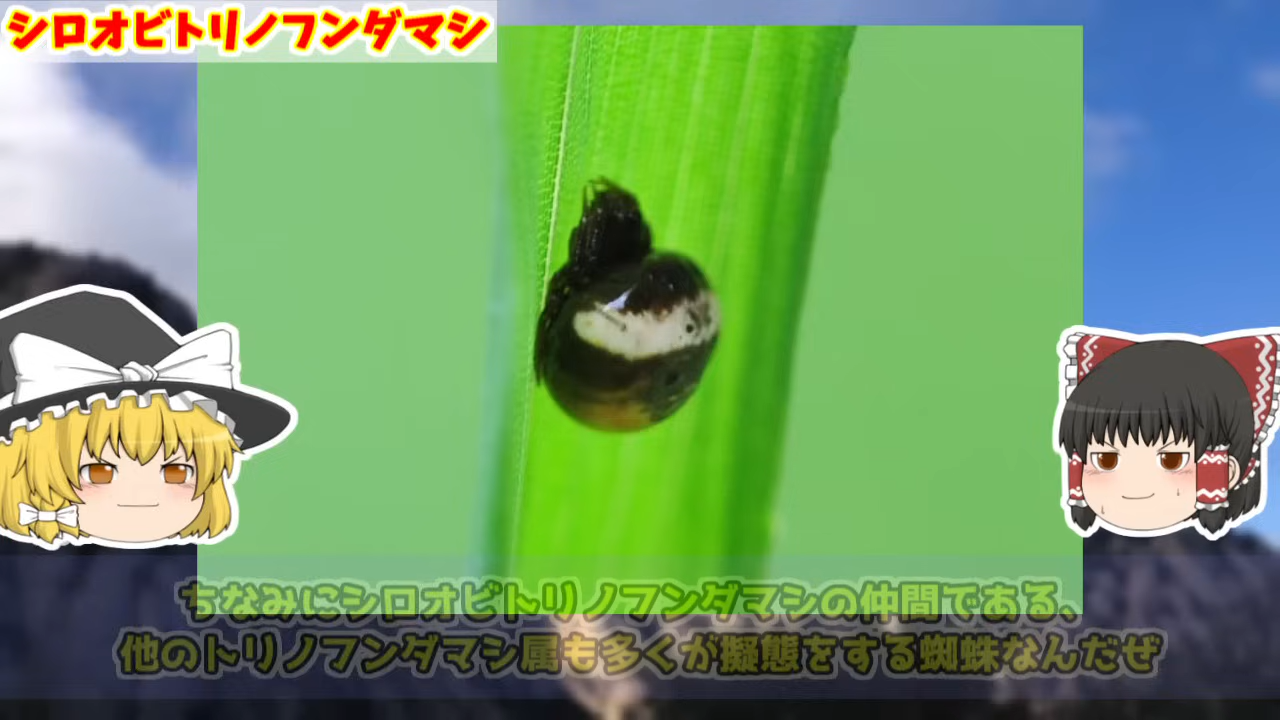 シロオビトリノフンダマシ
ちなみにシロオビトリノフンダマシの仲間である、
他のトリノフンダマシ属も多くが擬態をする蜘蛛なんだぜ